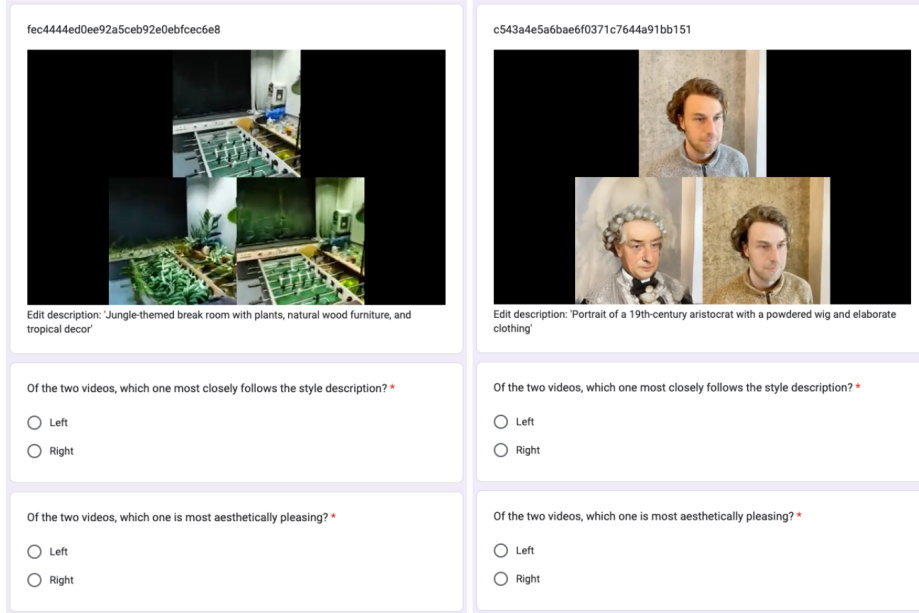 fec4444ed0ee92a5ceb92e0ebfcec6e8
Edit description: 'Jungle-themed break room with plants, natural wood furniture, and
tropical decor'
Of the two videos, which one most closely follows the style description? *
Left
Right
Of the two videos, which one is most aesthetically pleasing? *
Left
Right
c543a4e5a6bae6f0371c7644a91bb151
Edit description: 'Portrait of a 19th-century aristocrat with a powdered wig and elaborate
clothing'
Of the two videos, which one most closely follows the style description? *
Left
Right
Of the two videos, which one is most aesthetically pleasing? *
Left
Right